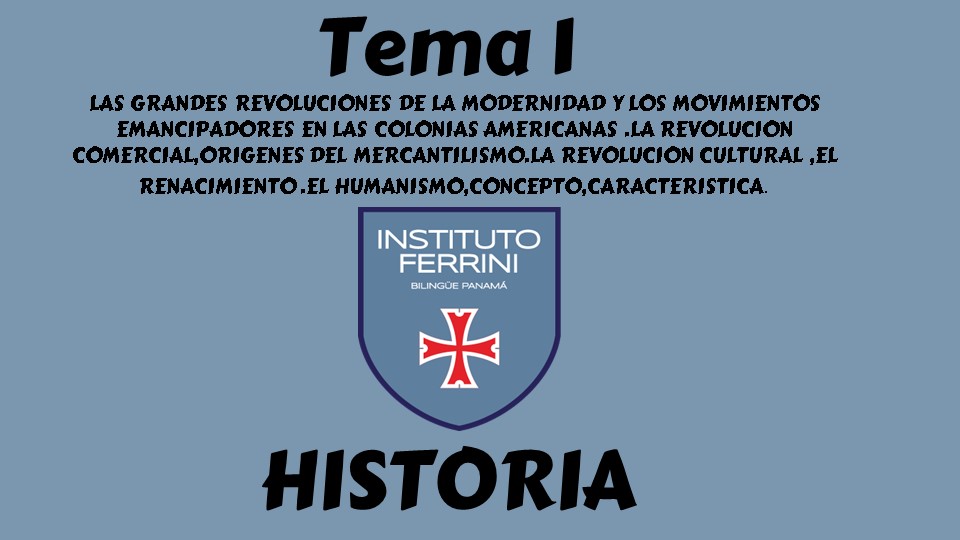 Tema 1
LAS GRANDES REVOLUCIONES DE LA MODERNIDAD Y LOS MOVIMIENTOS
EMANCIPADORES EN LAS COLONIAS AMERICANAS .LA REVOLUCION
COMERCIAL,ORIGENES DEL MERCANTILISMO.LA REVOLUCION CULTURAL ,EL
RENACIMIENTO.EL HUMANISMO,CONCEPTO,CARACTERISTICA.
INSTITUTO
FERRINI
BILINGÜE PANAMÁ
HISTORIA